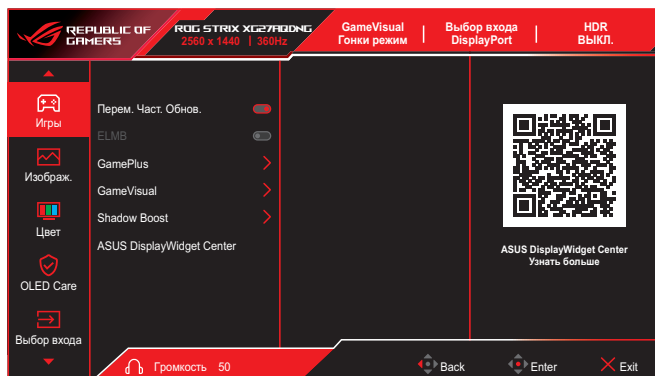 REPUBLIC OF
GAMERS
ROG STRIX XG27AQDNG
2560 x 1440 | 360Hz
GameVisual
Гонки режим
Выбор входа
DisplayPort
HDR
ВЫКЛ.
Игры
Изображ.
Цвет
OLED Care
Выбор входа
Перем. Част. Обнов.
ELMB
GamePlus
GameVisual
Shadow Boost
ASUS DisplayWidget Center
ASUS DisplayWidget Center
Узнать больше
Громкость 50
Back
Enter
Exit